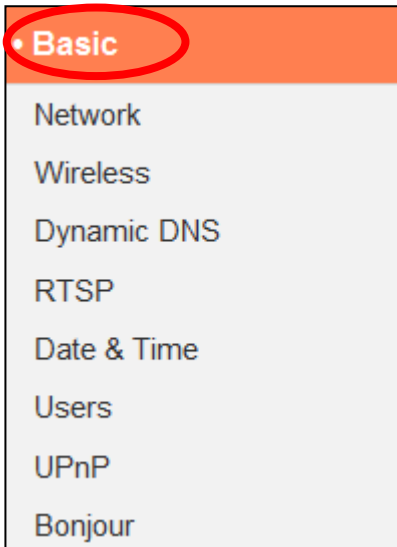 • Basic
Network
Wireless
Dynamic DNS
RTSP
Date & Time
Users
UPnP
Bonjour